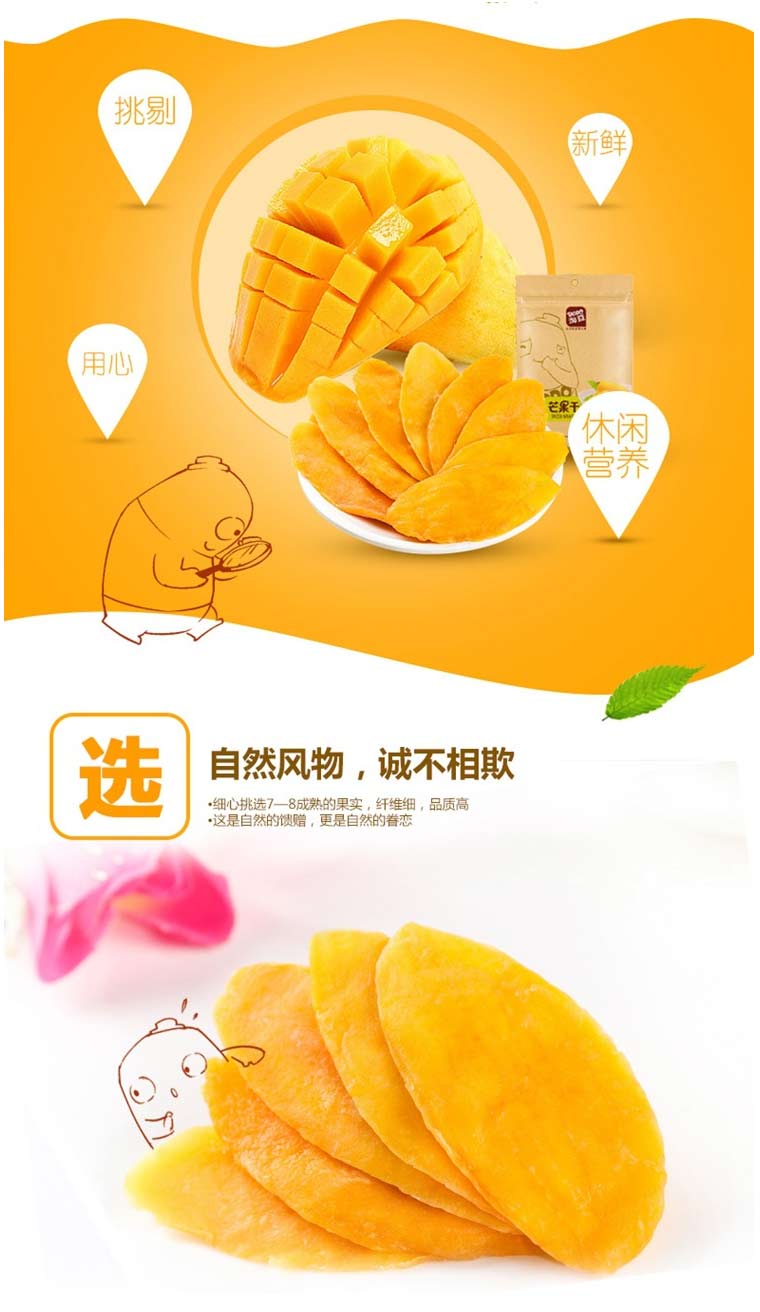 挑剔
新鲜
用心
芒果干
休闲
营养
选
自然风物，诚不相欺
•细心挑选7—8成熟的果实，纤维细，品质高
•这是自然的馈赠，更是自然的眷恋